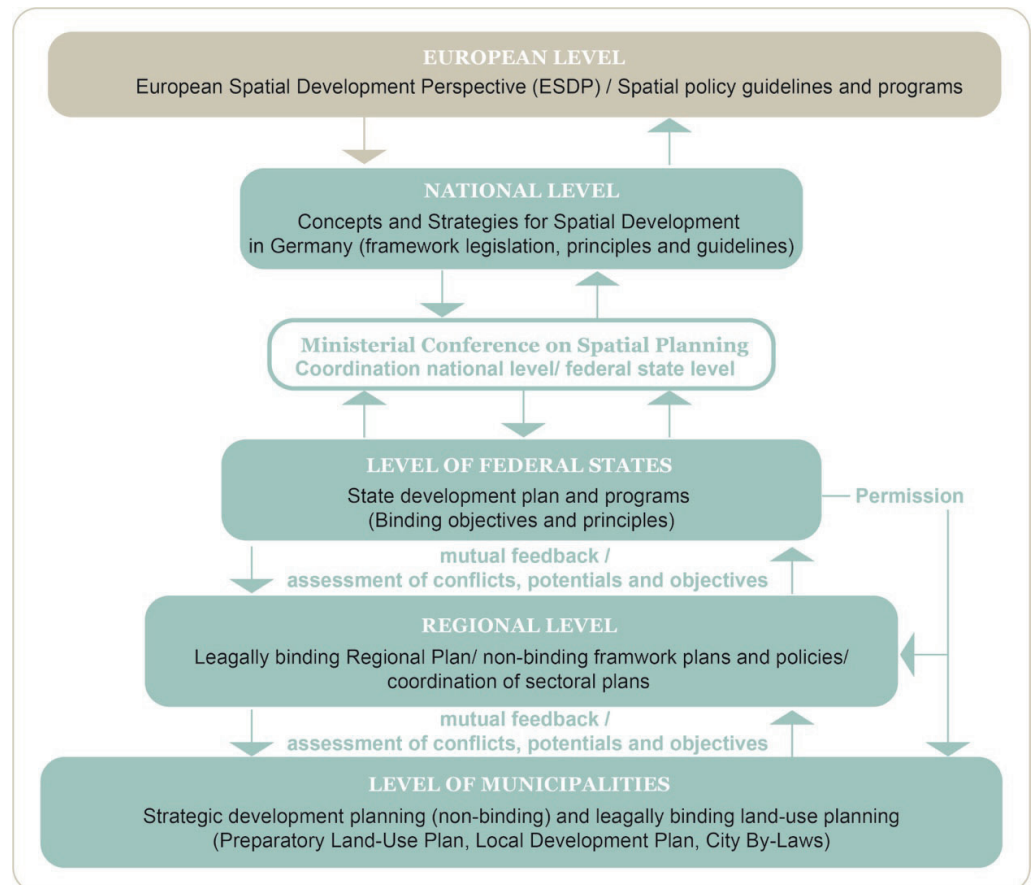 EUROPEAN LEVEL
European Spatial Development Perspective (ESDP) / Spatial policy guidelines and programs
NATIONAL LEVEL
Concepts and Strategies for Spatial Development
in Germany (framework legislation, principles and guidelines)
Ministerial Conference on Spatial Planning
Coordination national level/ federal state level
LEVEL OF FEDERAL STATES
State development plan and programs
(Binding objectives and principles)
Permission
mutual feedback /
assessment of conflicts, potentials and objectives
REGIONAL LEVEL
Leagally binding Regional Plan/ non-binding framwork plans and policies/
coordination of sectoral plans
mutual feedback /
assessment of conflicts, potentials and objectives
LEVEL OF MUNICIPALITIES
Strategic development planning (non-binding) and leagally binding land-use planning
(Preparatory Land-Use Plan, Local Development Plan, City By-Laws)